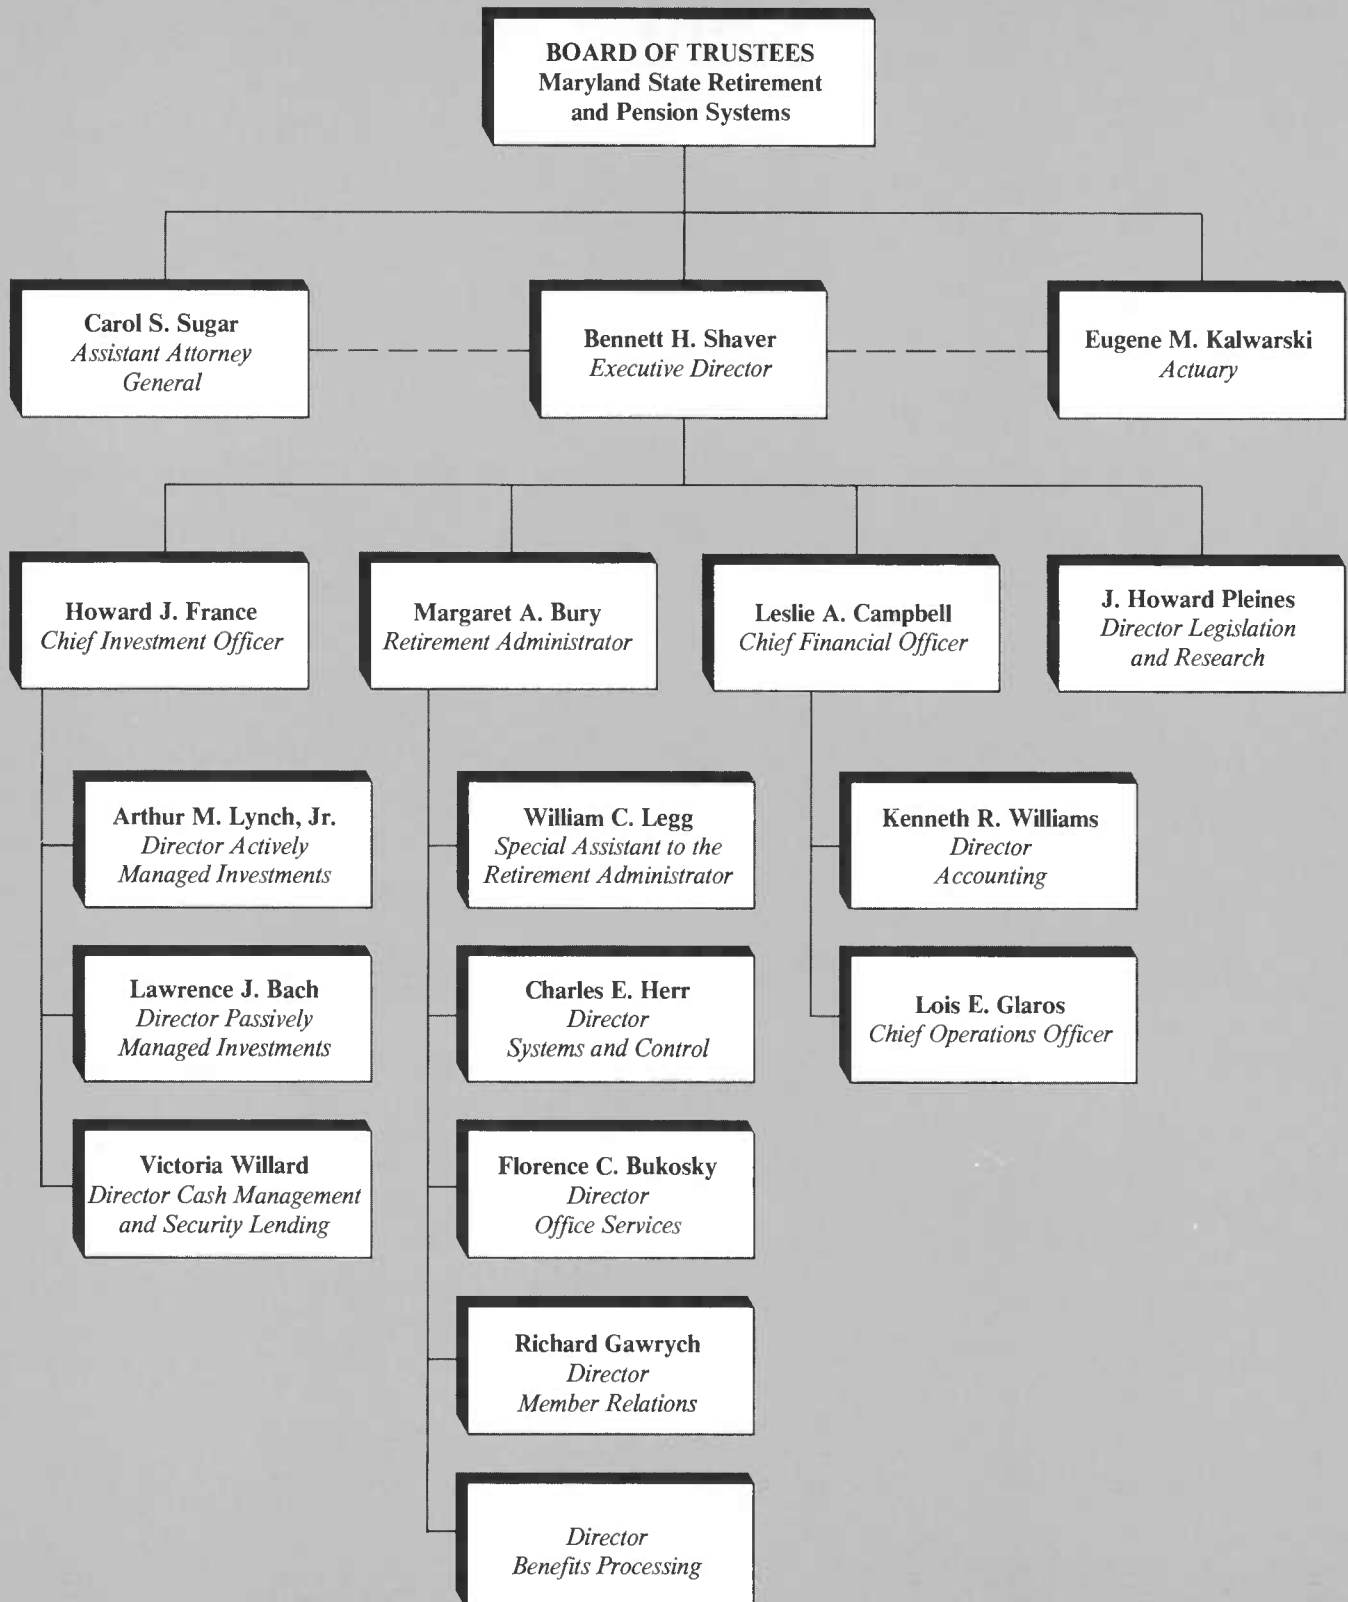 BOARD OF TRUSTEES
Maryland State Retirement
and Pension Systems
Carol S. Sugar
Assistant Attorney
General
Bennett H. Shaver
Executive Director
Eugene M. Kalwarski
Actuary
Howard J. France
Chief Investment Officer
Margaret A. Bury
Retirement Administrator
Leslie A. Campbell
Chief Financial Officer
J. Howard Pleines
Director Legislation
and Research
Arthur M. Lynch, Jr.
Director Actively
Managed Investments
William C. Legg
Special Assistant to the
Retirement Administrator
Kenneth R. Williams
Director
Accounting
Lawrence J. Bach
Director Passively
Managed Investments
Charles E. Herr
Director
Systems and Control
Lois E. Glaros
Chief Operations Officer
Victoria Willard
Director Cash Management
and Security Lending
Florence C. Bukosky
Director
Office Services
Richard Gawrych
Director
Member Relations
Director
Benefits Processing